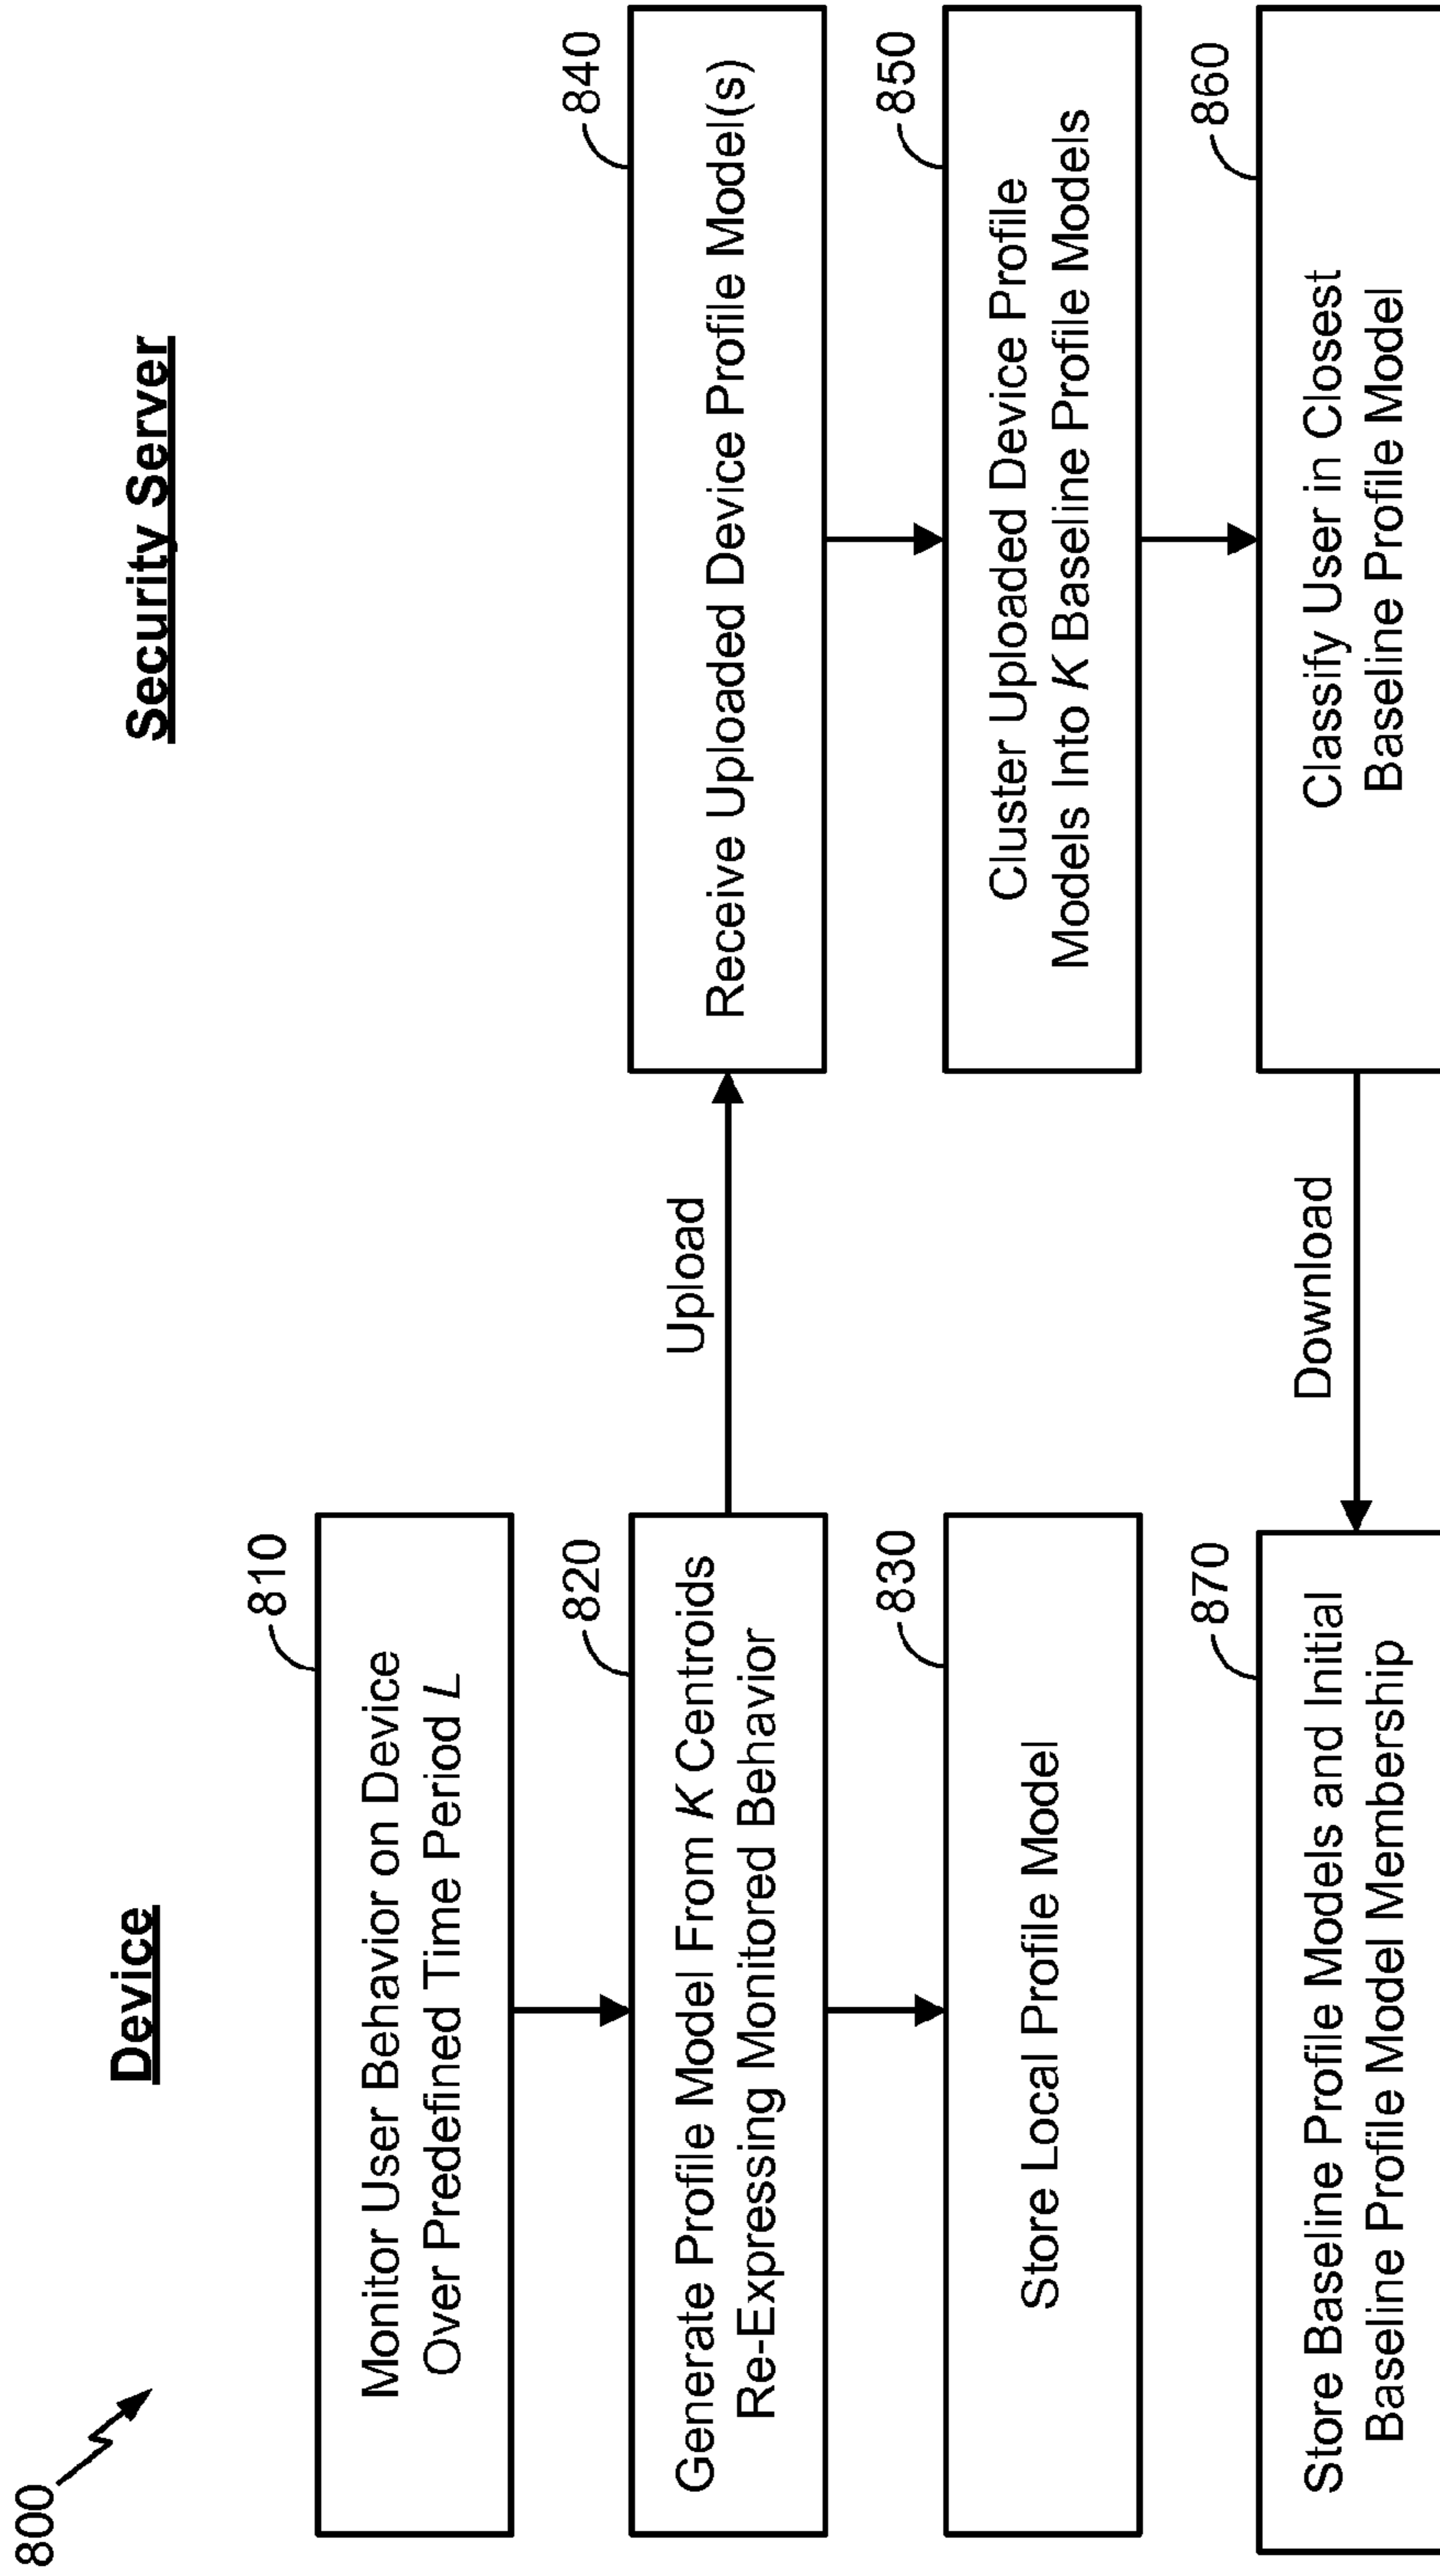 800
Device
Security Server
810
Monitor User Behavior on Device
Over Predefined Time Period L
820
Generate Profile Model From K Centroids
Re-Expressing Monitored Behavior
Upload
840
Receive Uploaded Device Profile Model(s)
830
Store Local Profile Model
850
Cluster Uploaded Device Profile
Models Into K Baseline Profile Models
870
Store Baseline Profile Models and Initial
Baseline Profile Model Membership
Download
860
Classify User in Closest
Baseline Profile Model